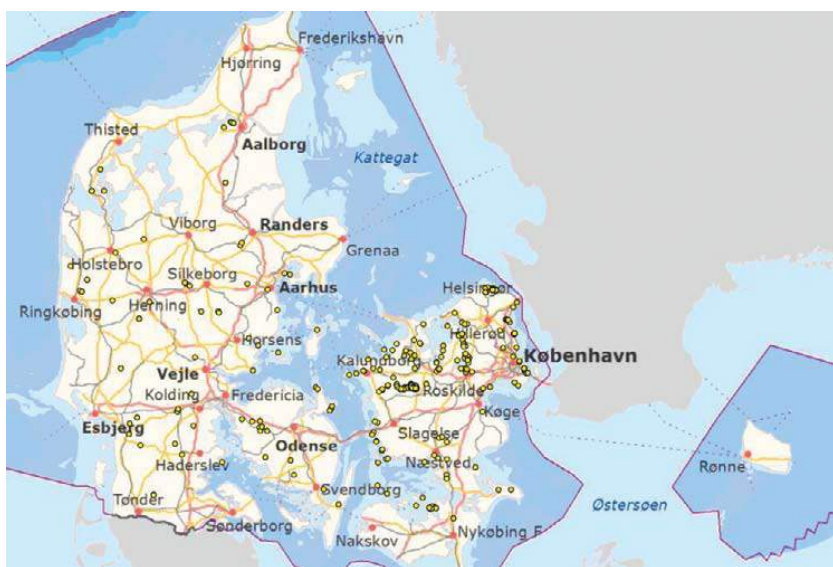 Frederikshavn
Hjørring
Thisted
Aalborg
Kattegat
Viborg
Randers
Grenaa
Holstebro
Silkeborg
Helsingør
Ringkøbing
Herning
Aarhus
Hillerød
Horsens
København
Vejle
Kalundborg
Kolding
Fredericia
Roskilde
Køge
Esbjerg
Odense
Slagelse
Haderslev
Næstved
Rønne
Svendborg
Tønder
Sønderborg
Østersøen
Nakskov
Nykøbing F